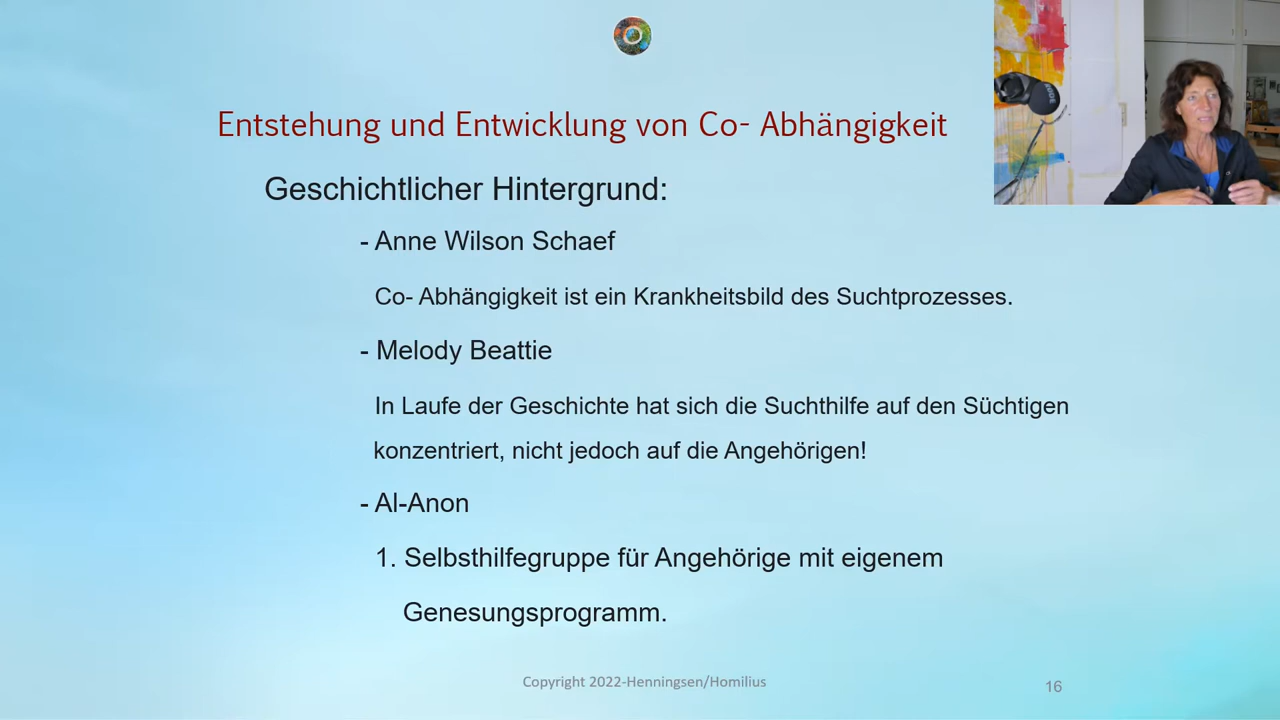 Entstehung und Entwicklung von Co- Abhängigkeit
Geschichtlicher Hintergrund:
- Anne Wilson Schaef
Co- Abhängigkeit ist ein Krankheitsbild des Suchtprozesses.
- Melody Beattie
In Laufe der Geschichte hat sich die Suchthilfe auf den Süchtigen
konzentriert, nicht jedoch auf die Angehörigen!
- Al-Anon
1. Selbsthilfegruppe für Angehörige mit eigenem
Genesungsprogramm.
Copyright 2022-Henningsen/Homilius
16